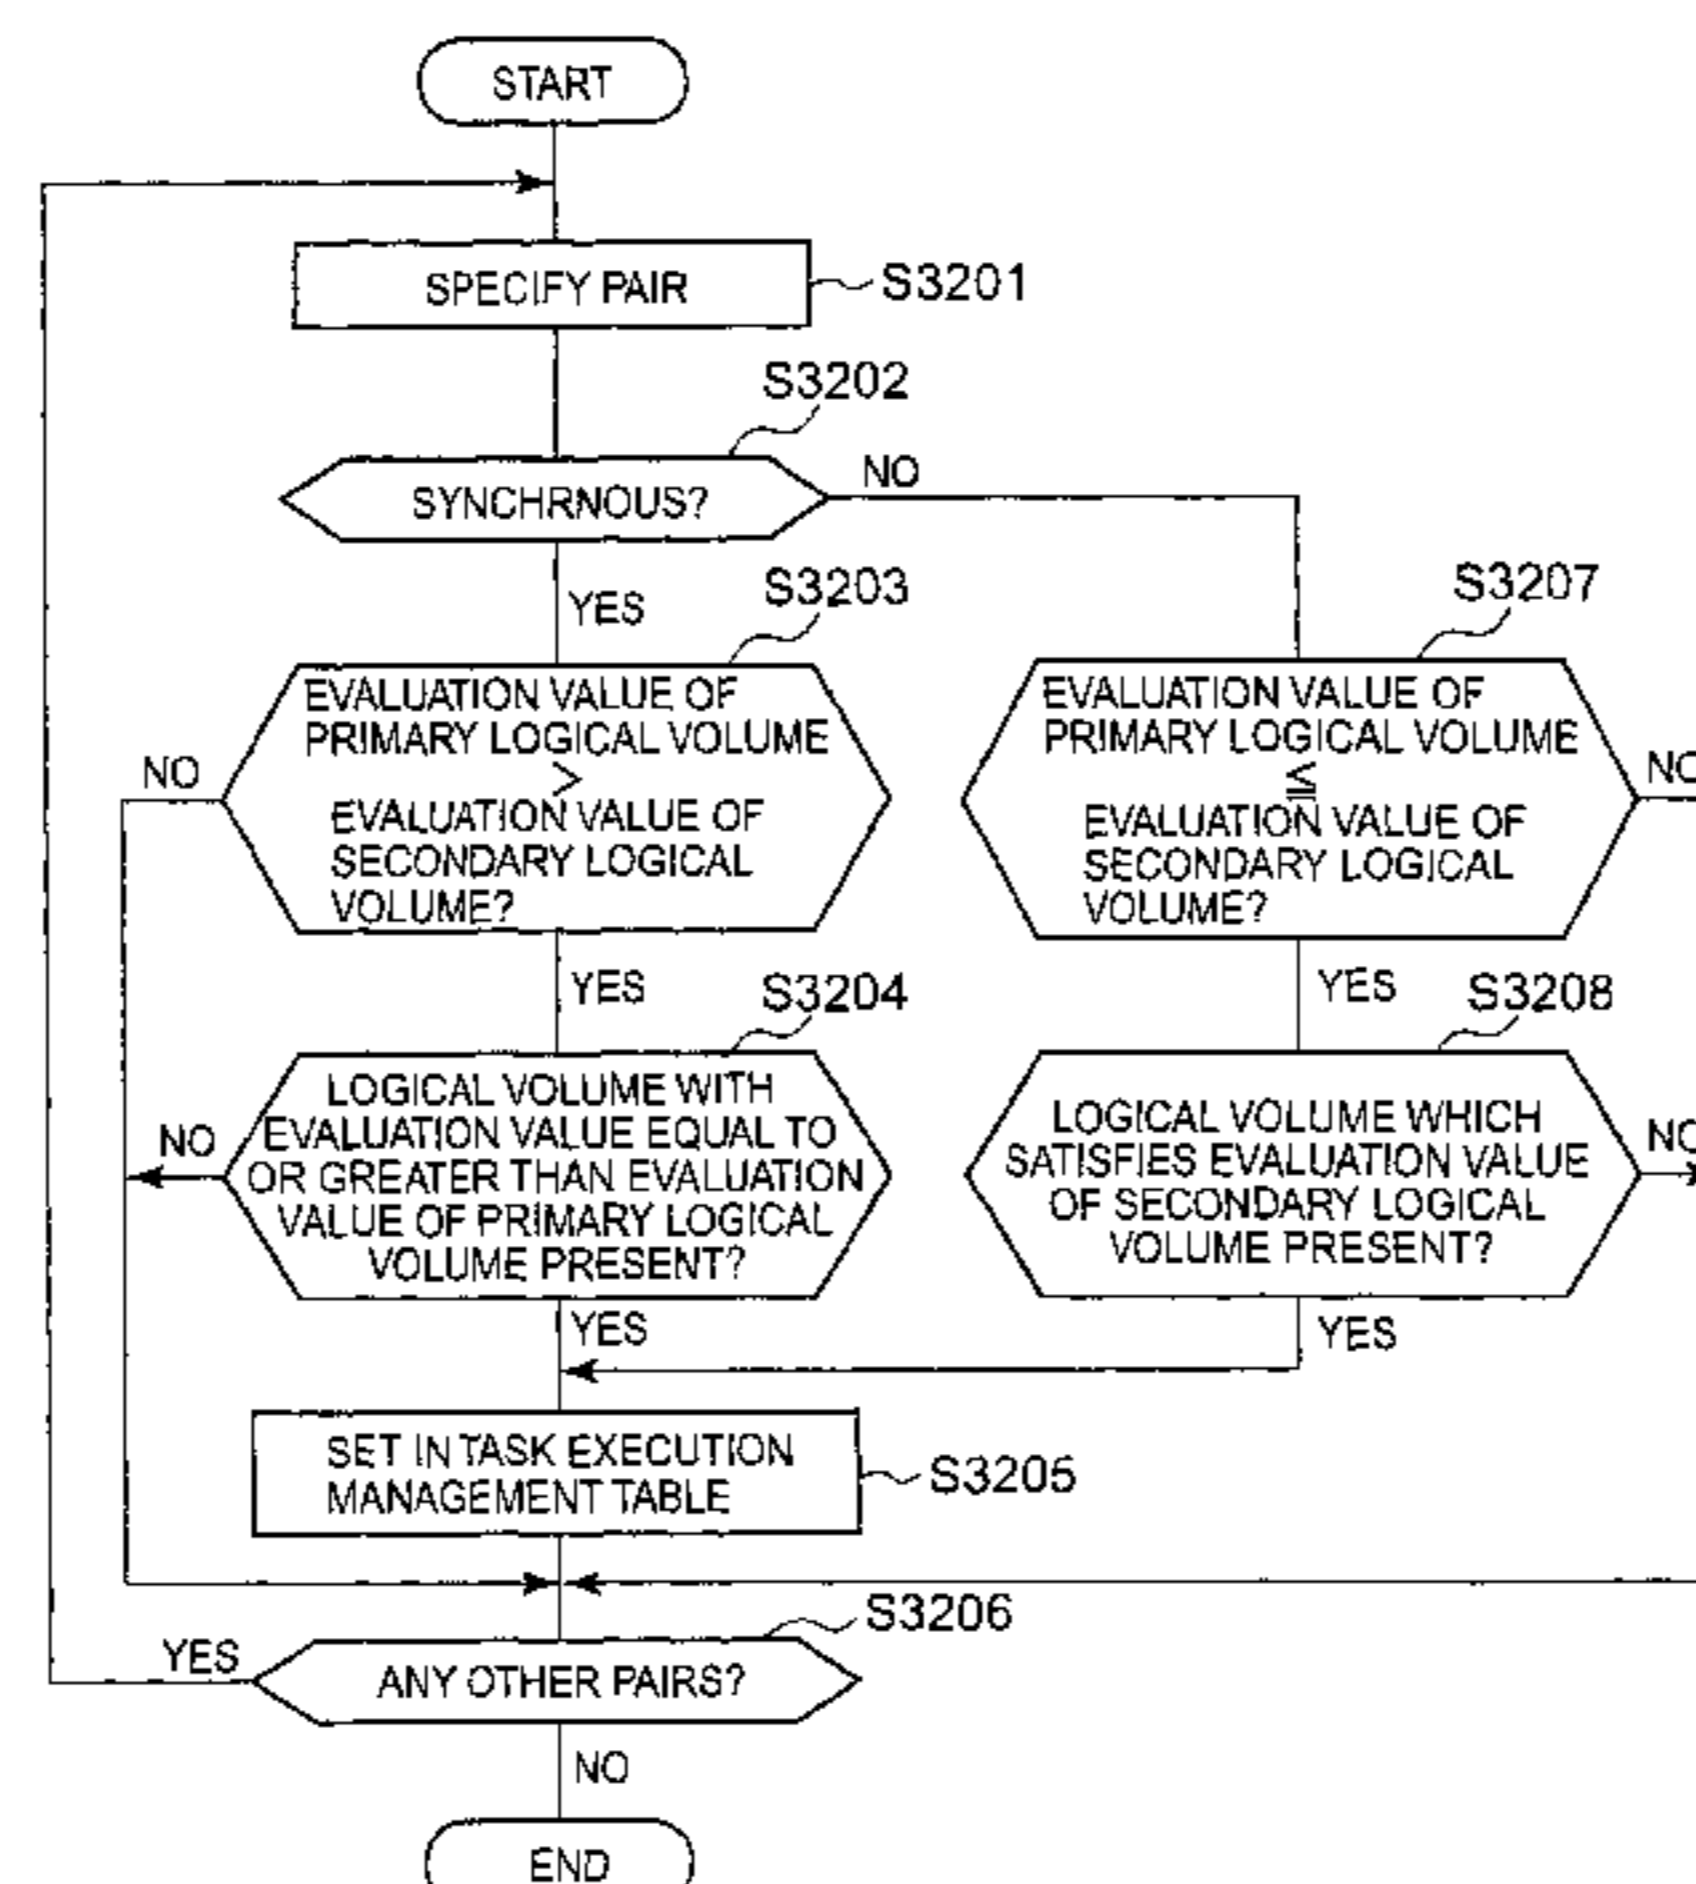 START
SPECIFY PAIR
S3201
S3202
SYNCHRNOUS?
NO
YES
S3203
EVALUATION VALUE OF
PRIMARY LOGICAL VOLUME
>
EVALUATION VALUE OF
SECONDARY LOGICAL
VOLUME?
NO
YES
S3207
EVALUATION VALUE OF
PRIMARY LOGICAL VOLUME
≦
EVALUATION VALUE OF
SECONDARY LOGICAL
VOLUME?
NO
YES
S3204
LOGICAL VOLUME WITH
EVALUATION VALUE EQUAL TO
OR GREATER THAN EVALUATION
VALUE OF PRIMARY LOGICAL
VOLUME PRESENT?
NO
YES
S3208
LOGICAL VOLUME WHICH
SATISFIES EVALUATION VALUE
OF SECONDARY LOGICAL
VOLUME PRESENT?
NO
YES
SET IN TASK EXECUTION
MANAGEMENT TABLE
S3205
S3206
ANY OTHER PAIRS?
YES
NO
END